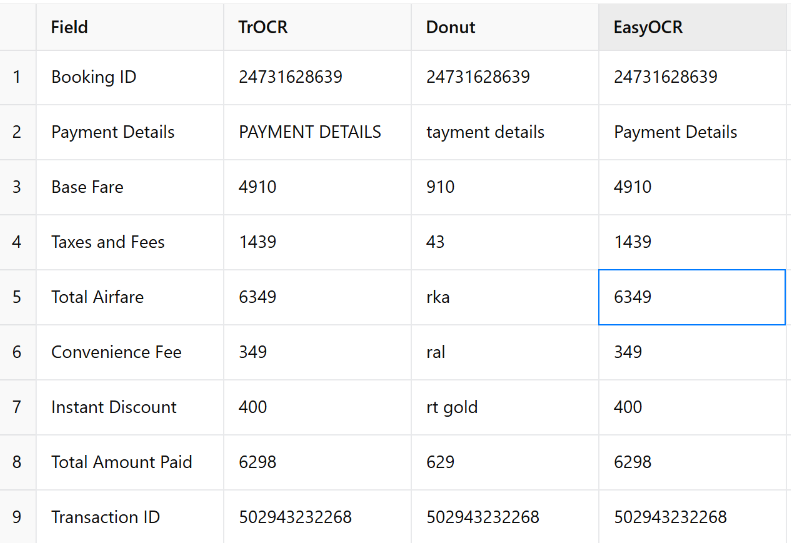 Field TrOCR Donut EasyOCR
1 Booking ID 24731628639 24731628639 24731628639
2 Payment Details PAYMENT DETAILS tayment details Payment Details
3 Base Fare 4910 910 4910
4 Taxes and Fees 1439 43 1439
5 Total Airfare 6349 rka 6349
6 Convenience Fee 349 ral 349
7 Instant Discount 400 rt gold 400
8 Total Amount Paid 6298 629 6298
9 Transaction ID 502943232268 502943232268 502943232268